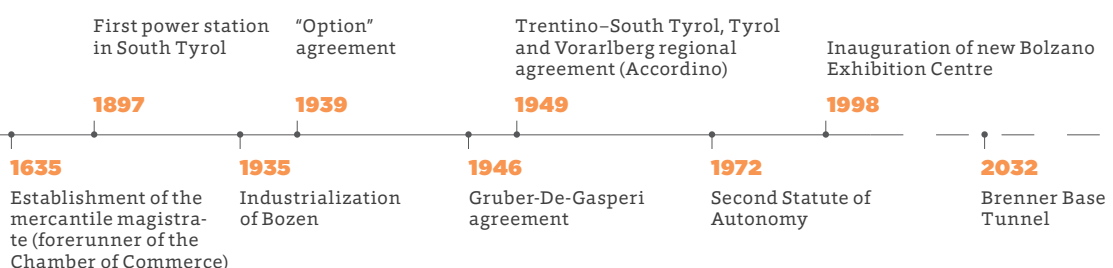 First power station
in South Tyrol
1897
"Option"
agreement
1939
Trentino–South Tyrol, Tyrol
and Vorarlberg regional
agreement (Accordino)
1949
Inauguration of new Bolzano
Exhibition Centre
1998
1635
Establishment of the
mercantile magistra-
te (forerunner of the
Chamber of Commerce)
1935
Industrialization
of Bozen
1946
Gruber-De-Gasperi
agreement
1972
Second Statute of
Autonomy
2032
Brenner Base
Tunnel